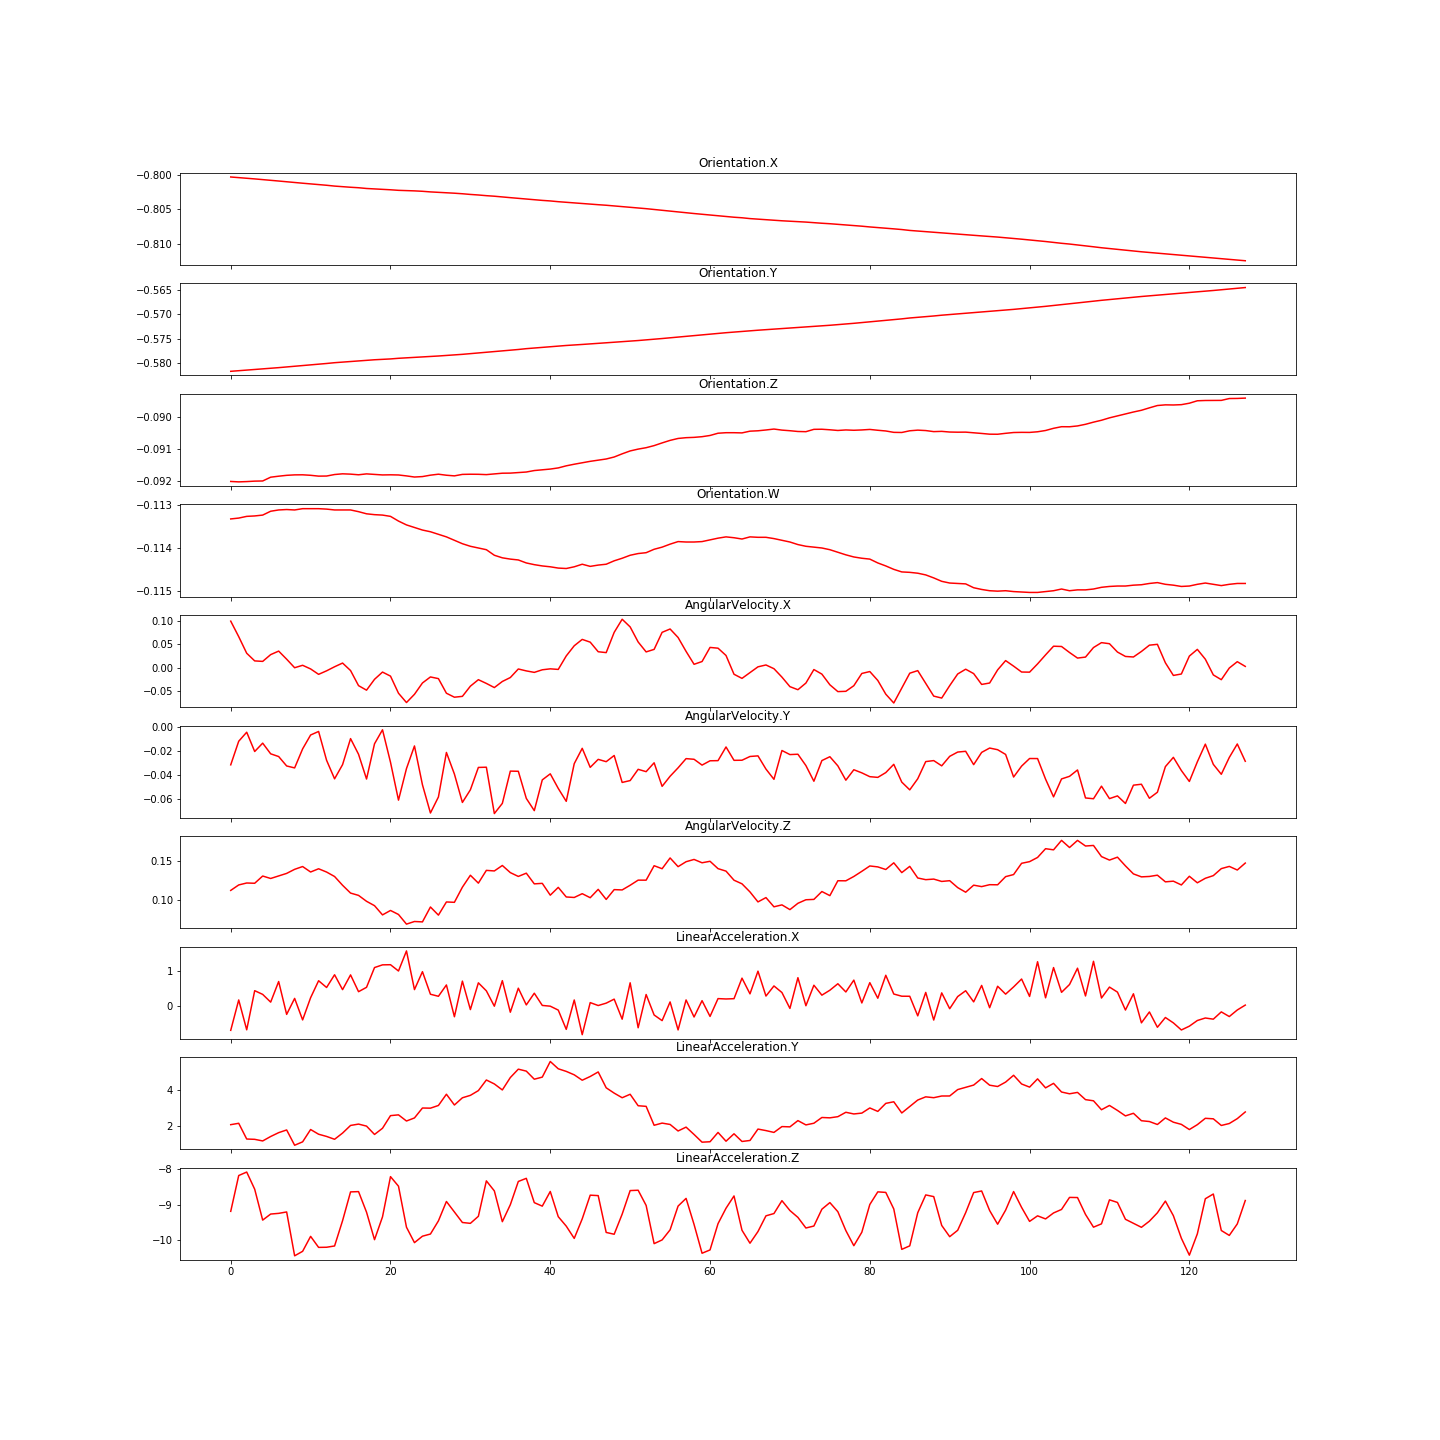 Orientation.X
−0.800
−0.805
−0.810
Orientation.Y
−0.565
−0.570
−0.575
−0.580
Orientation.Z
−0.090
−0.091
−0.092
Orientation.W
−0.113
−0.114
−0.115
AngularVelocity.X
0.10
0.05
0.00
−0.05
AngularVelocity.Y
0.00
−0.02
−0.04
−0.06
AngularVelocity.Z
0.15
0.10
LinearAcceleration.X
1
0
LinearAcceleration.Y
4
2
LinearAcceleration.Z
−8
−9
−10
0 20 40 60 80 100 120